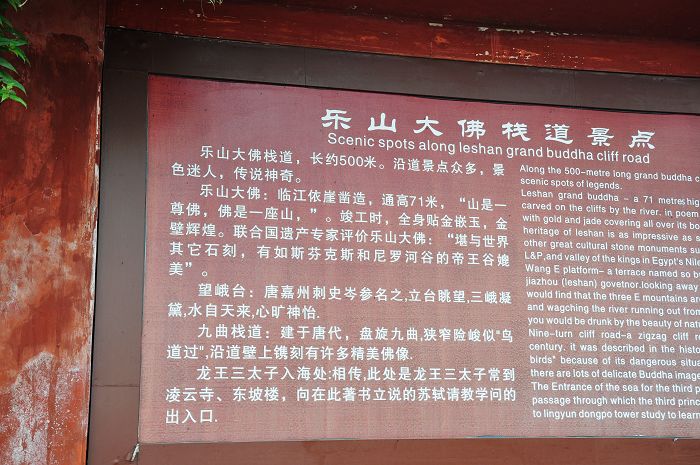 乐山大佛栈道景点
Scenic spots along leshan grand buddha cliff road
乐山大佛栈道，长约500米。沿道景点众多，景
色迷人，传说神奇。
乐山大佛：临江依崖凿造，通高71米，“山是一
尊佛，佛是一座山，”。竣工时，全身贴金嵌玉，金
壁辉煌。联合国遗产专家评价乐山大佛：“堪与世界
其它石刻，有如斯芬克斯和尼罗河谷的帝王谷媲
美”。
望峨台：唐嘉州刺史岑参名之,立台眺望,三峨凝
黛,水自天来,心旷神怡.
九曲栈道：建于唐代，盘旋九曲,狭窄险峻似"鸟
道过",沿道壁上镌刻有许多精美佛像.
龙王三太子入海处:相传,此处是龙王三太子常到
凌云寺、东坡楼，向在此著书立说的苏轼请教学问的
出入口.
Along the 500-metre long grand buddha c
scenic spots of legends.
Leshan grand buddha – a 71 metres hig
carved on the cliffs by the river. in poem
with gold and jade covering all over its bo
heritage of leshan is as impressive as
other great cultural stone monuments su
L&P,and valley of the kings in Egypt's Nile
Wang E platform– a terrace named so b
jiazhou (leshan) govetnor.looking away
would find that the three E mountains a
and wagching the river running out from
you would be drunk by the beauty of nat
Nine-turn cliff road-a zigzag cliff r
century. it was described in the histo
birds" because of its dangerous situa
there are lots of delicate Buddha image
The Entrance of the sea for the third p
passage through which the third princ
to lingyun dongpo tower study to learn